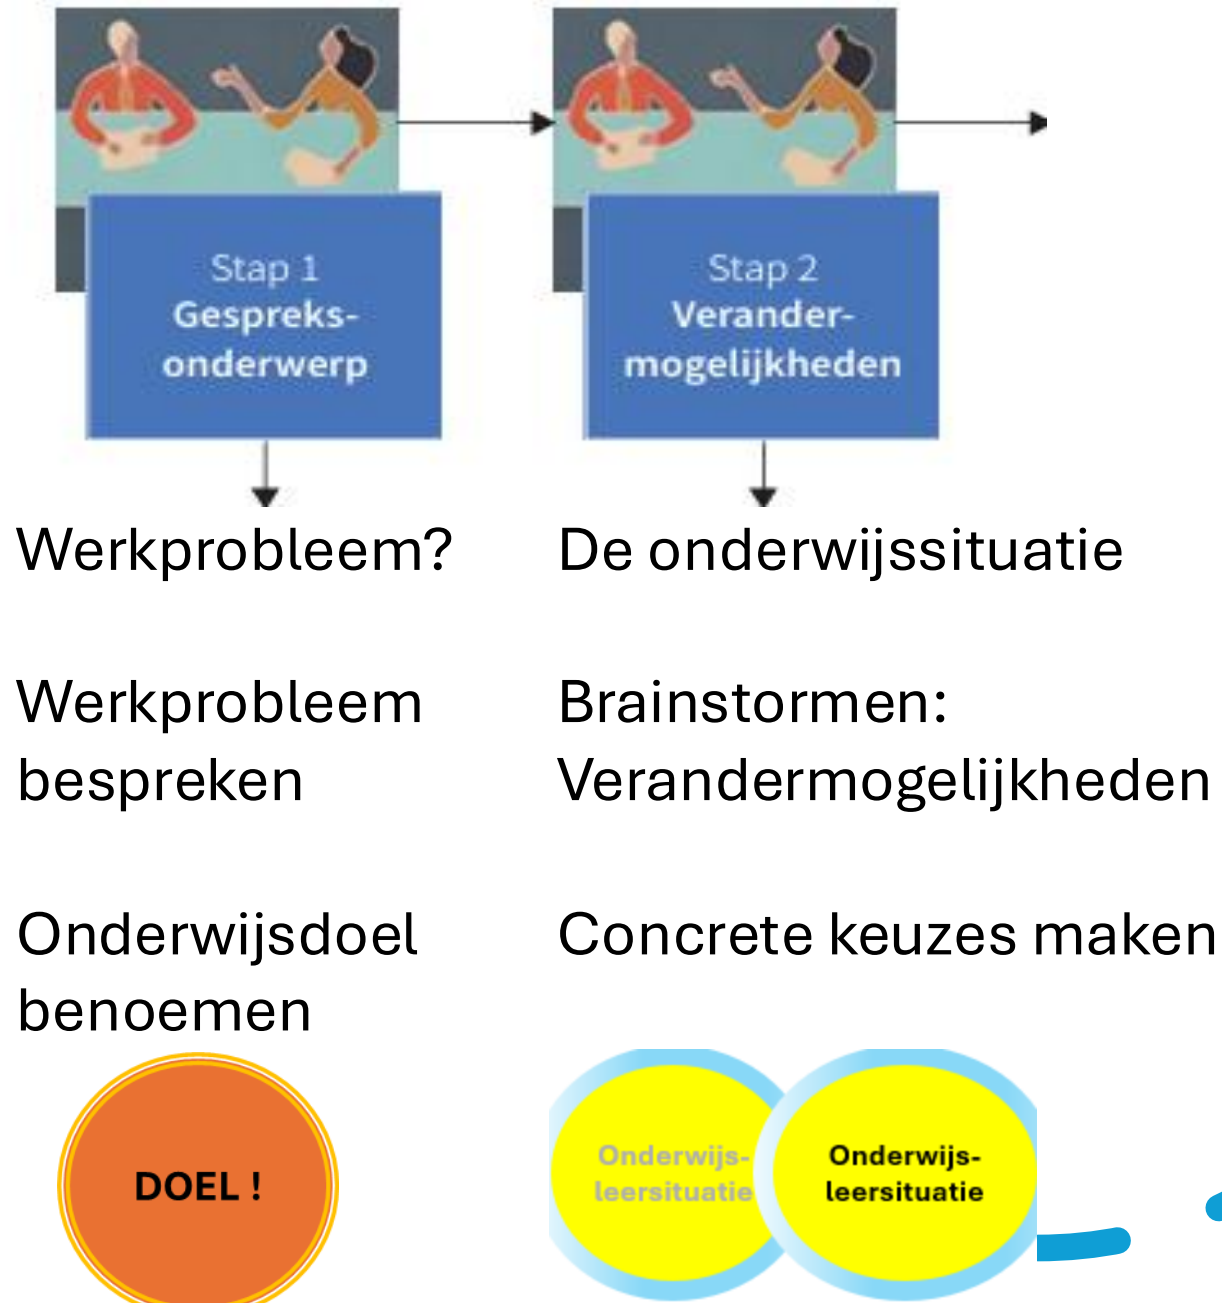 Stap 1
Gespreks-
onderwerp
Stap 2
Verander-
mogelijkheden
Werkprobleem?
Werkprobleem
bespreken
Onderwijsdoel
benoemen
De onderwijssituatie
Brainstormen:
Verandermogelijkheden
Concrete keuzes maken
DOEL !
Onderwijs-
leersituatie
Onderwijs-
leersituatie